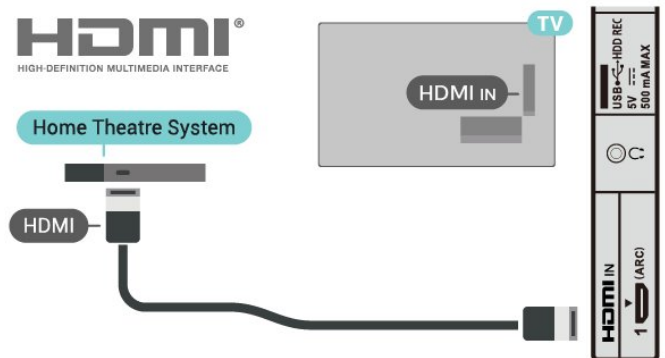 HDMI®
HIGH-DEFINITION MULTIMEDIA INTERFACE
TV
HDMI IN
Home Theatre System
HDMI
USB HDD REC
5V
500 mA MAX
HDMI IN
1 (ARC)